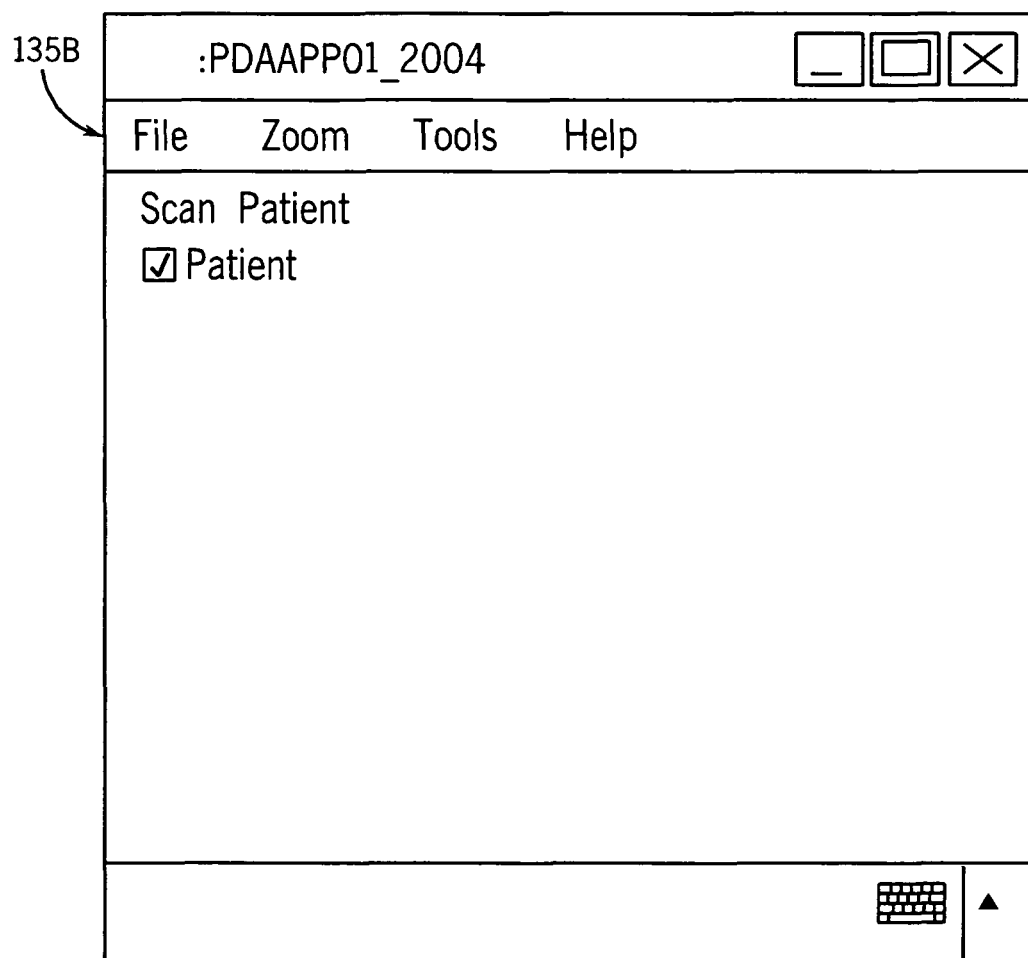 135B
:PDAAPP01_2004
File Zoom Tools Help
Scan Patient
Patient